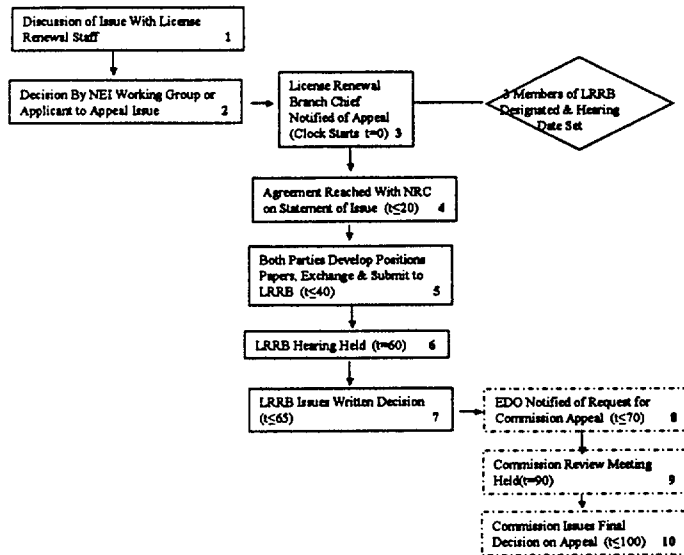 Discussion of Issue With License
Renewal Staff 1
Decision By NEI Working Group or
Applicant to Appeal Issue 2
License Renewal
Branch Chief
Notified of Appeal
(Clock Starts t=0) 3
3 Members of LRRB
Designated & Hearing
Date Set
Agreement Reached With NRC
on Statement of Issue (t≤20) 4
Both Parties Develop Positions
Papers, Exchange & Submit to
LRRB (t≤40) 5
LRRB Hearing Held (t=60) 6
LRRB Issues Written Decision
(t≤65) 7
EDO Notified of Request for
Commission Appeal (t≤70) 8
Commission Review Meeting
Held(t=90) 9
Commission Issues Final
Decision on Appeal (t≤100) 10